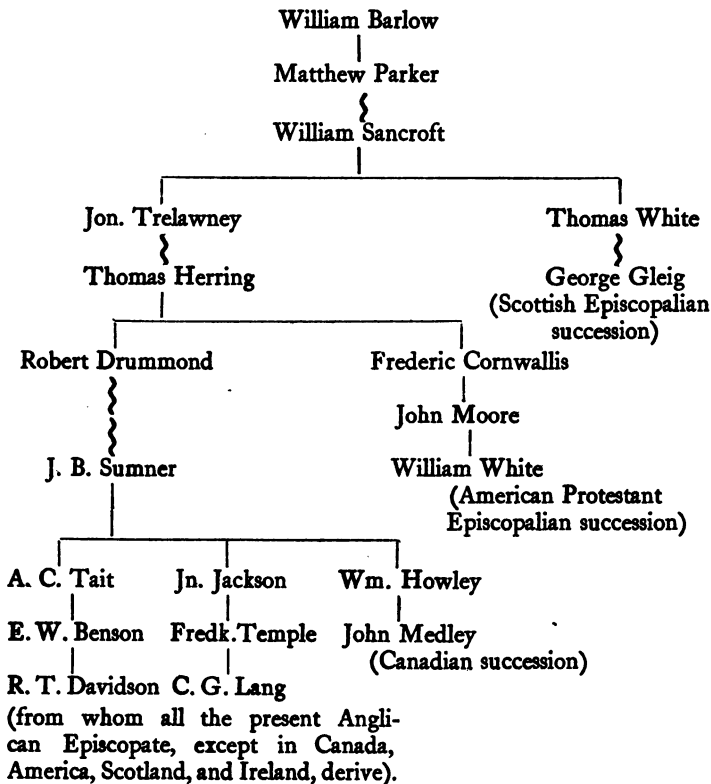 William Barlow
Matthew Parker
William Sancroft
Jon. Trelawney
Thomas White
Thomas Herring
George Gleig
(Scottish Episcopalian
succession)
Robert Drummond
Frederic Cornwallis
John Moore
J. B. Sumner
William White
(American Protestant
Episcopalian succession)
A. C. Tait
Jn. Jackson
Wm. Howley
E. W. Benson
Fredk. Temple
John Medley
(Canadian succession)
R. T. Davidson
C. G. Lang
(from whom all the present Angli-
can Episcopate, except in Canada,
America, Scotland, and Ireland, derive).